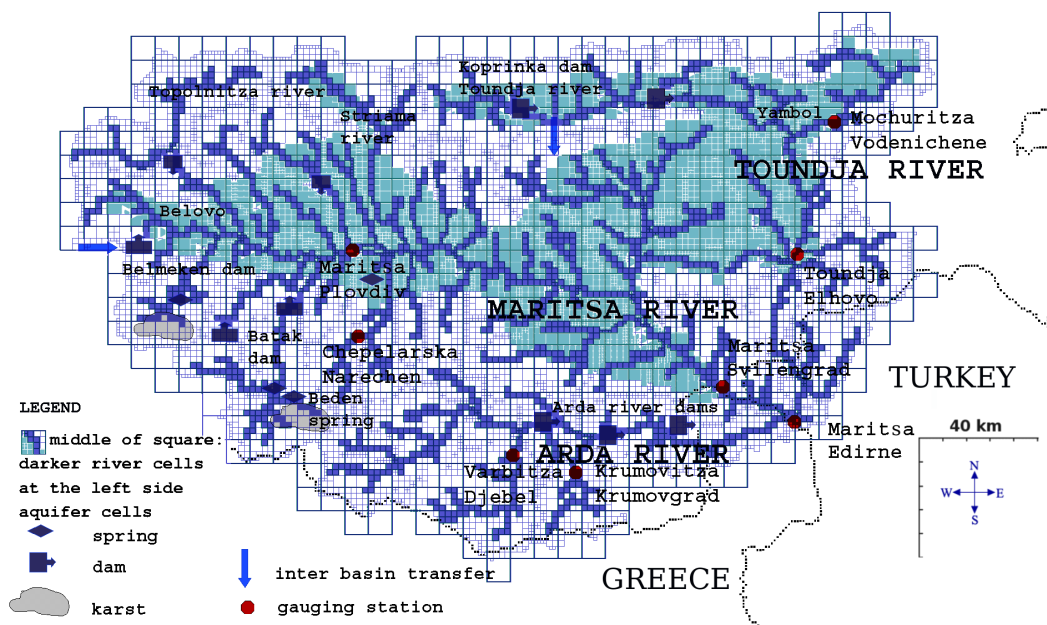 Koprinka dam
Toundja river
Topolnitza river
Striama
river
Yambol
Mochuritza
Vodenichene
TOUNDJA RIVER
Belovo
Belmeken dam
Maritsa
Plovdiv
Toundja
Elhovo
MARITSA RIVER
Batak
dam
Chepelarska
Narechen
Maritsa
Svilengrad
TURKEY
Beden
spring
Arda river dams
Maritsa
Edirne
40 km
ARDA RIVER
Varbitza
Djebel
Krumovitza
Krumovgrad
N
W
E
S
GREECE
LEGEND
middle of square:
darker river cells
at the left side
aquifer cells
spring
dam
karst
inter basin transfer
gauging station